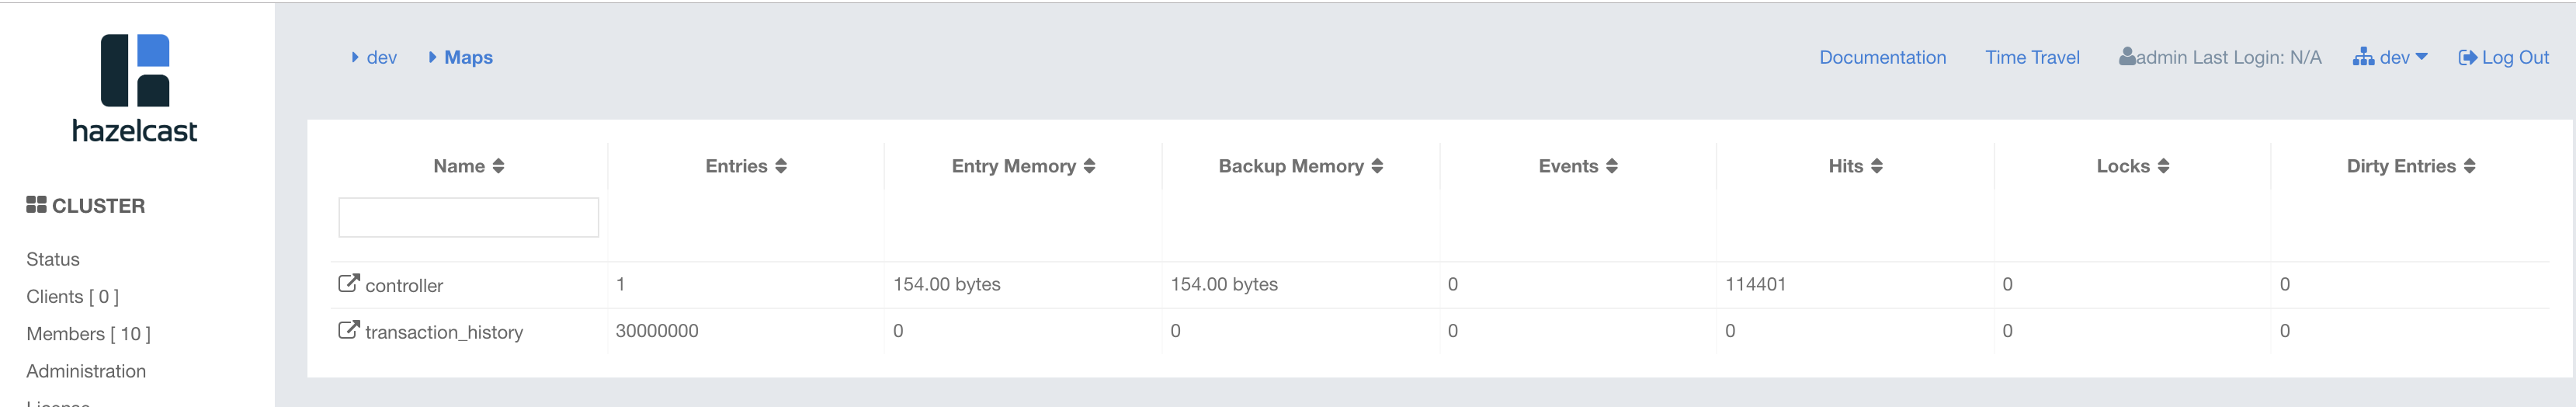 hazelcast
CLUSTER
Status
Clients [ 0 ]
Members [ 10 ]
Administration
dev Maps
Documentation Time Travel admin Last Login: N/A dev Log Out
Name Entries Entry Memory Backup Memory Events Hits Locks Dirty Entries
controller 1 154.00 bytes 154.00 bytes 0 114401 0 0
transaction_history 30000000 0 0 0 0 0 0